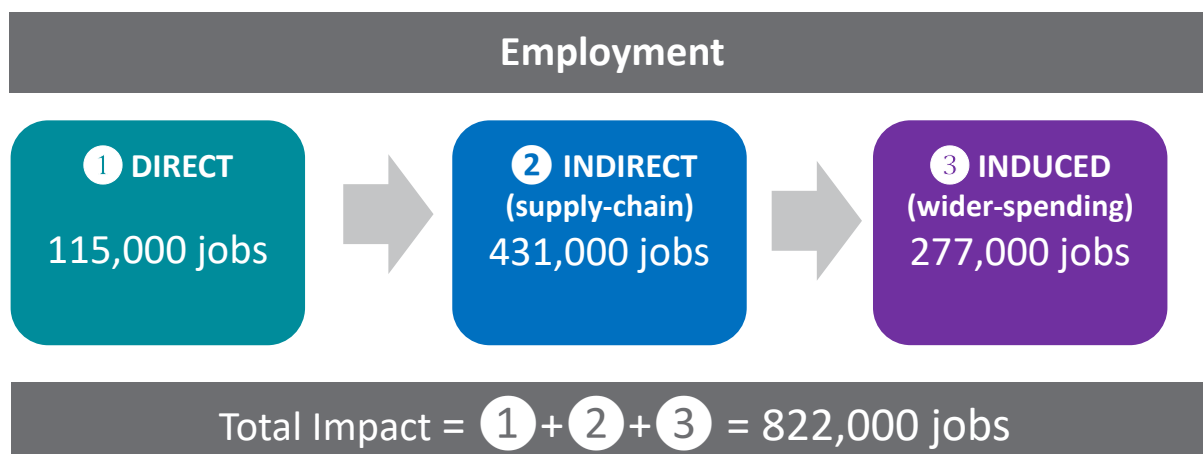 Employment
1 DIRECT
115,000 jobs
2 INDIRECT
(supply-chain)
431,000 jobs
3 INDUCED
(wider-spending)
277,000 jobs
Total Impact = 1 + 2 + 3 = 822,000 jobs